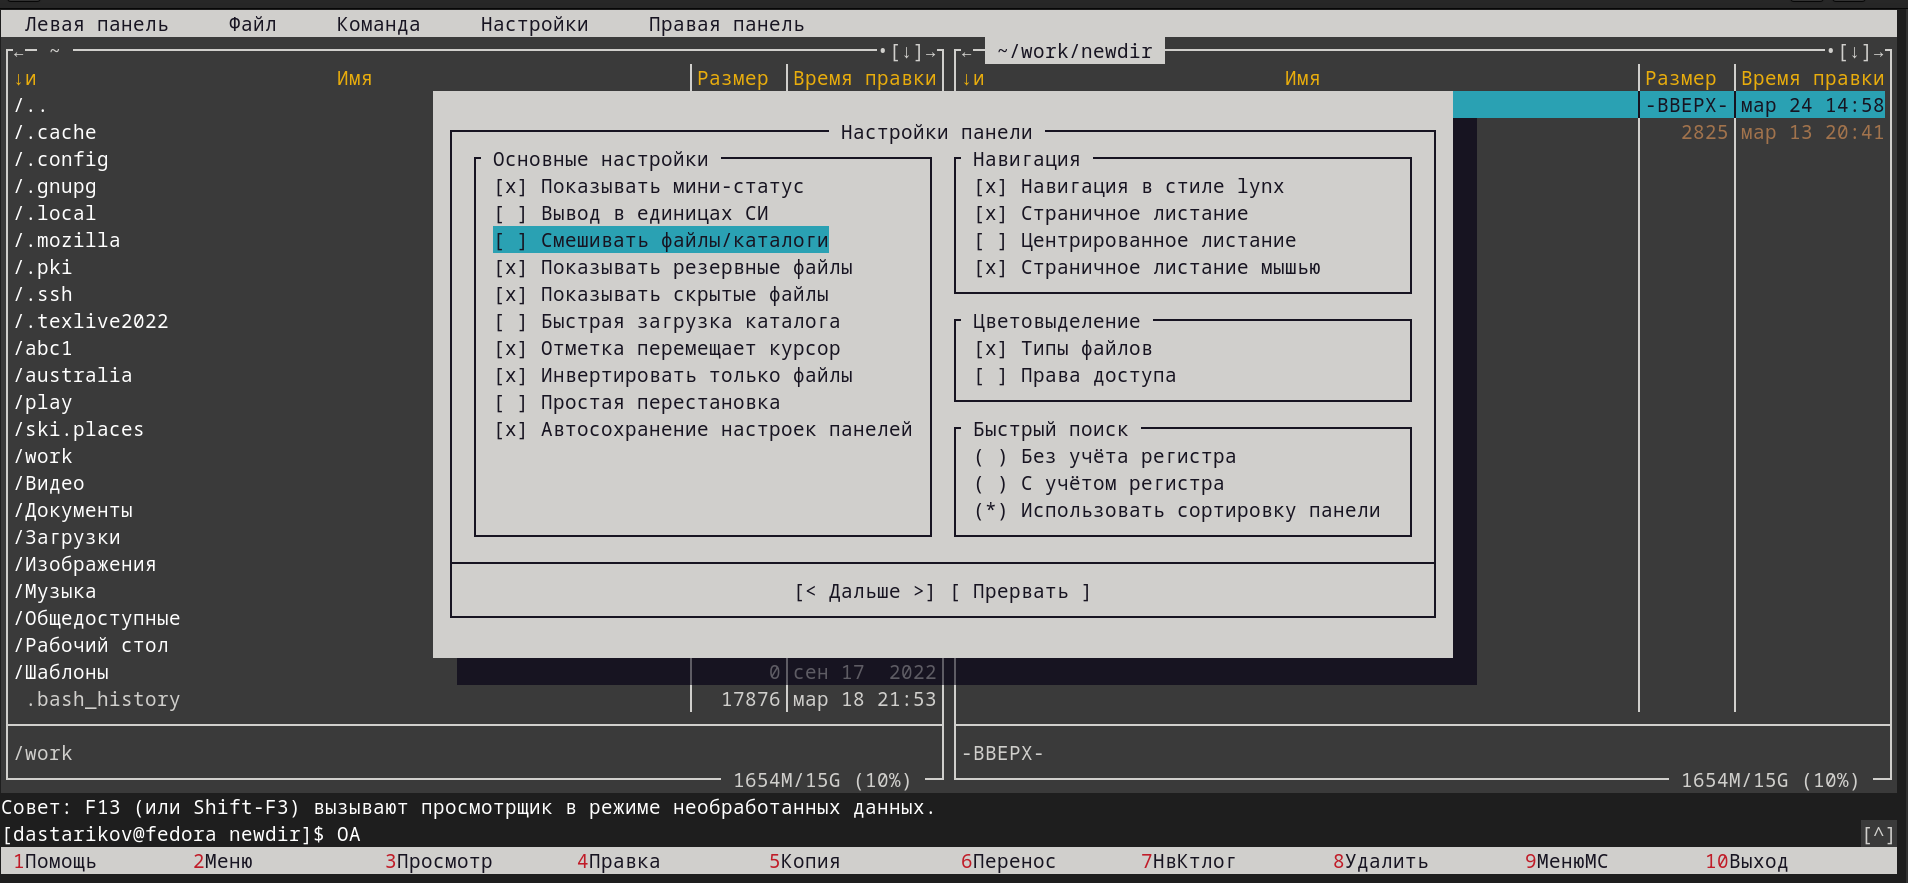 Левая панель Файл Команда Настройки Правая панель
← ~ •[↓]→ ← ~/work/newdir •[↓]→
↓и Имя Размер Время правки ↓и Имя Размер Время правки
/.. -ВВЕРХ- мар 24 14:58
/.cache 2825 мар 13 20:41
/.config
/.gnupg
/.local
/.mozilla
/.pki
/.ssh
/.texlive2022
/abc1
/australia
/play
/ski.places
/work
/Видео
/Документы
/Загрузки
/Изображения
/Музыка
/Общедоступные
/Рабочий стол
/Шаблоны 0 сен 17 2022
.bash_history 17876 мар 18 21:53
Настройки панели
Основные настройки
[x] Показывать мини-статус
[ ] Вывод в единицах СИ
[ ] Смешивать файлы/каталоги
[x] Показывать резервные файлы
[x] Показывать скрытые файлы
[ ] Быстрая загрузка каталога
[x] Отметка перемещает курсор
[x] Инвертировать только файлы
[ ] Простая перестановка
[x] Автосохранение настроек панелей
Навигация
[x] Навигация в стиле lynx
[x] Страничное листание
[ ] Центрированное листание
[x] Страничное листание мышью
Цветовыделение
[x] Типы файлов
[ ] Права доступа
Быстрый поиск
( ) Без учёта регистра
( ) С учётом регистра
(*) Использовать сортировку панели
[< Дальше >] [ Прервать ]
/work -ВВЕРХ-
1654M/15G (10%) 1654M/15G (10%)
Совет: F13 (или Shift-F3) вызывают просмотрщик в режиме необработанных данных.
[dastarikov@fedora newdir]$ OA [^]
1Помощь 2Меню 3Просмотр 4Правка 5Копия 6Перенос 7НвКтлог 8Удалить 9МенюMC 10Выход